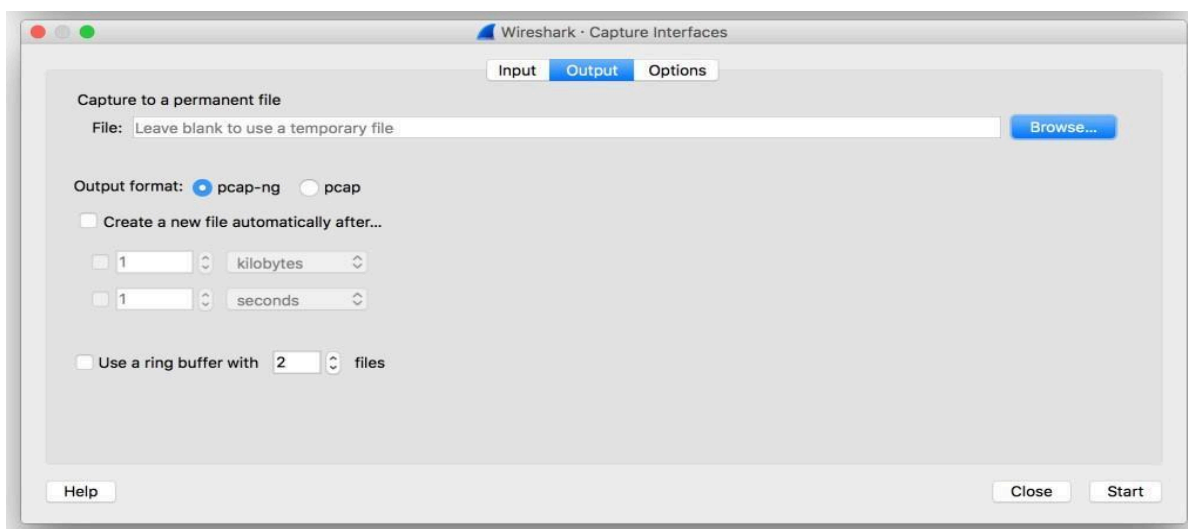 Wireshark · Capture Interfaces
Input Output Options
Capture to a permanent file
File: Leave blank to use a temporary file Browse...
Output format: pcap-ng pcap
Create a new file automatically after...
1 kilobytes
1 seconds
Use a ring buffer with 2 files
Help Close Start